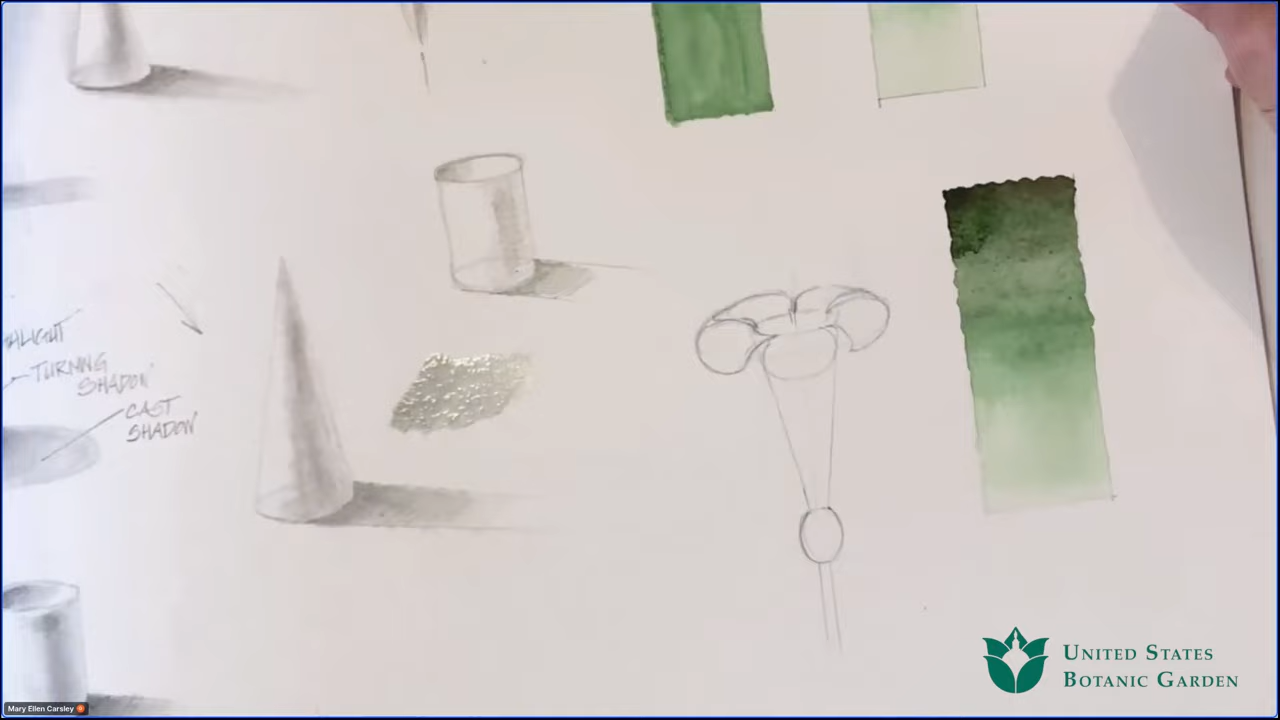 TURNING
SHADOW
CAST
SHADOW
United States
Botanic Garden
Mary Ellen Carsley